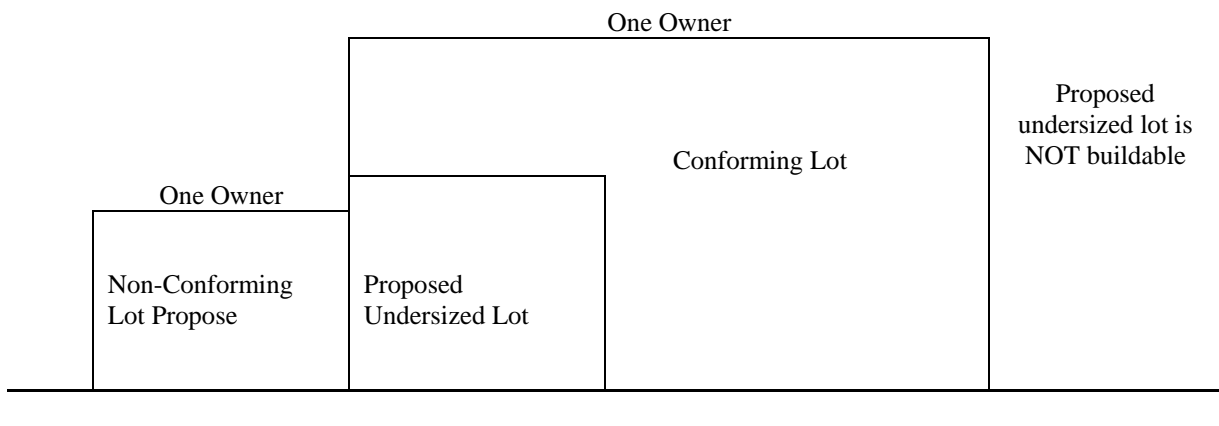 One Owner
Proposed
undersized lot is
NOT buildable
Conforming Lot
One Owner
Non-Conforming
Lot Propose
Proposed
Undersized Lot